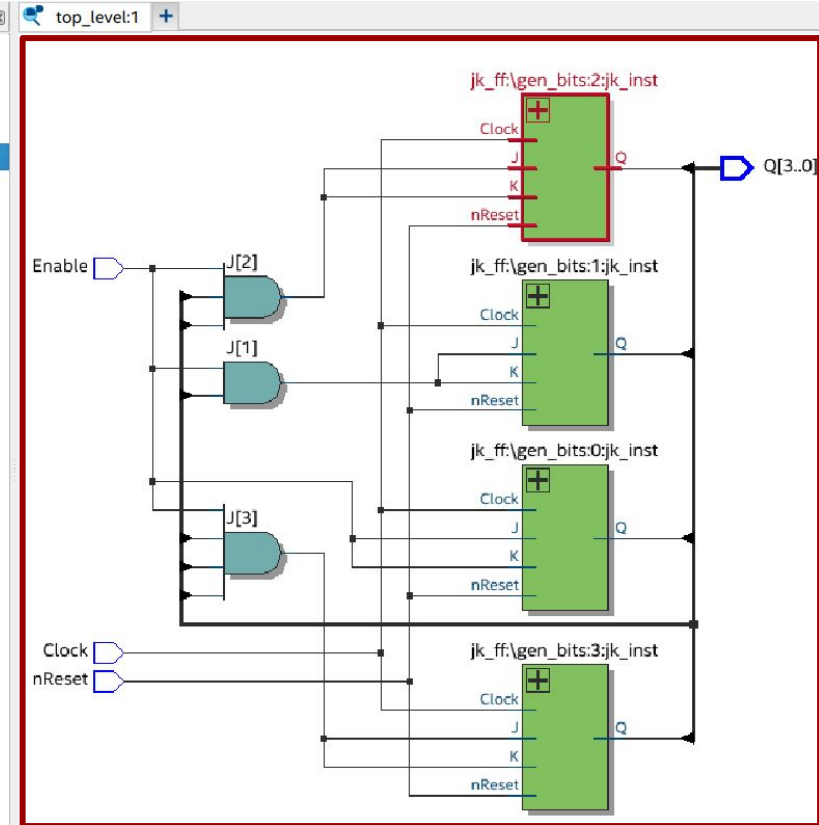 top_level:1
jk_ff:\gen_bits:2:jk_inst
Clock
J
K
nReset
Q
Q[3..0]
Enable
J[2]
jk_ff:\gen_bits:1:jk_inst
Clock
J
K
nReset
Q
J[1]
jk_ff:\gen_bits:0:jk_inst
Clock
J
K
nReset
Q
J[3]
Clock
nReset
jk_ff:\gen_bits:3:jk_inst
Clock
J
K
nReset
Q